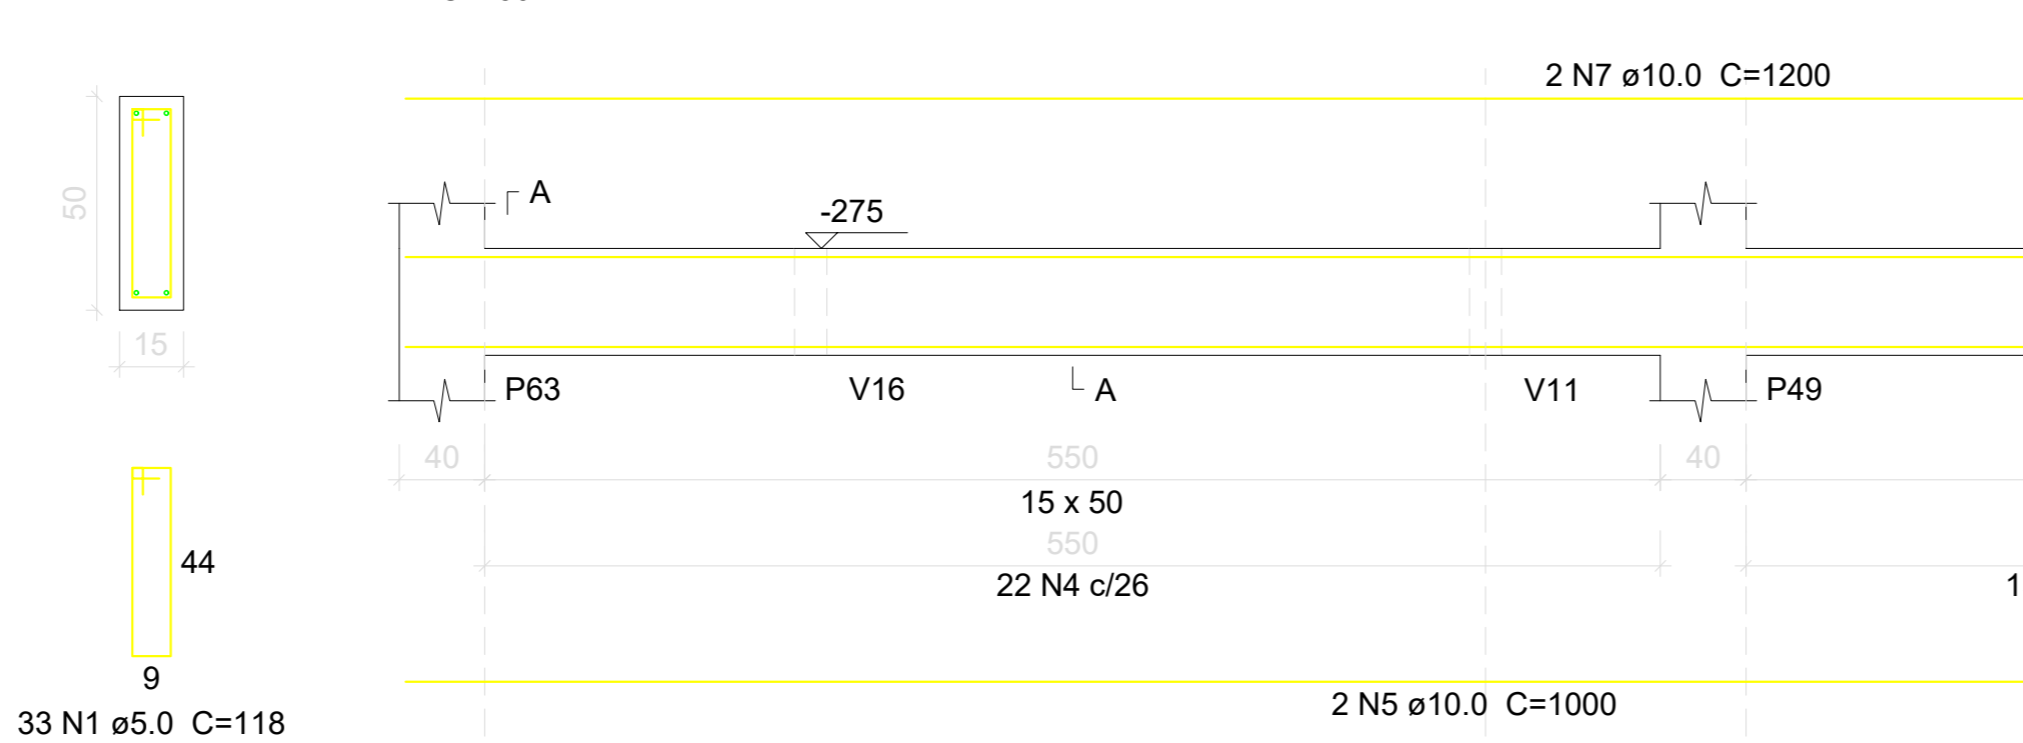 2 N7 ø10.0 C=1200
A
-275
50
15
P63
V16
A
V11
P49
40
550
40
15 x 50
550
44
22 N4 c/26
1
9
2 N5 ø10.0 C=1000
33 N1 ø5.0 C=118